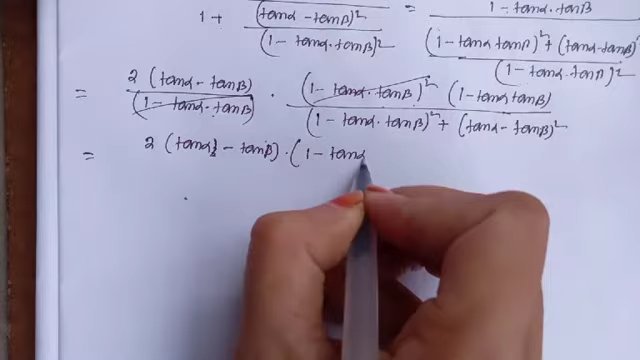 1 + (tanα - tanβ)² / (1 - tanα·tanβ)² = 1 - tanα·tanβ / (1 - tanα tanβ)² + (tanα - tanβ)² / (1 - tanα·tanβ)²
= 2 (tanα - tanβ) / (1 - tanα·tanβ) · (1 - tanα·tanβ)² (1 - tanα tanβ) / (1 - tanα·tanβ)² + (tanα - tanβ)²
= 2 (tanα - tanβ) · (1 - tanα